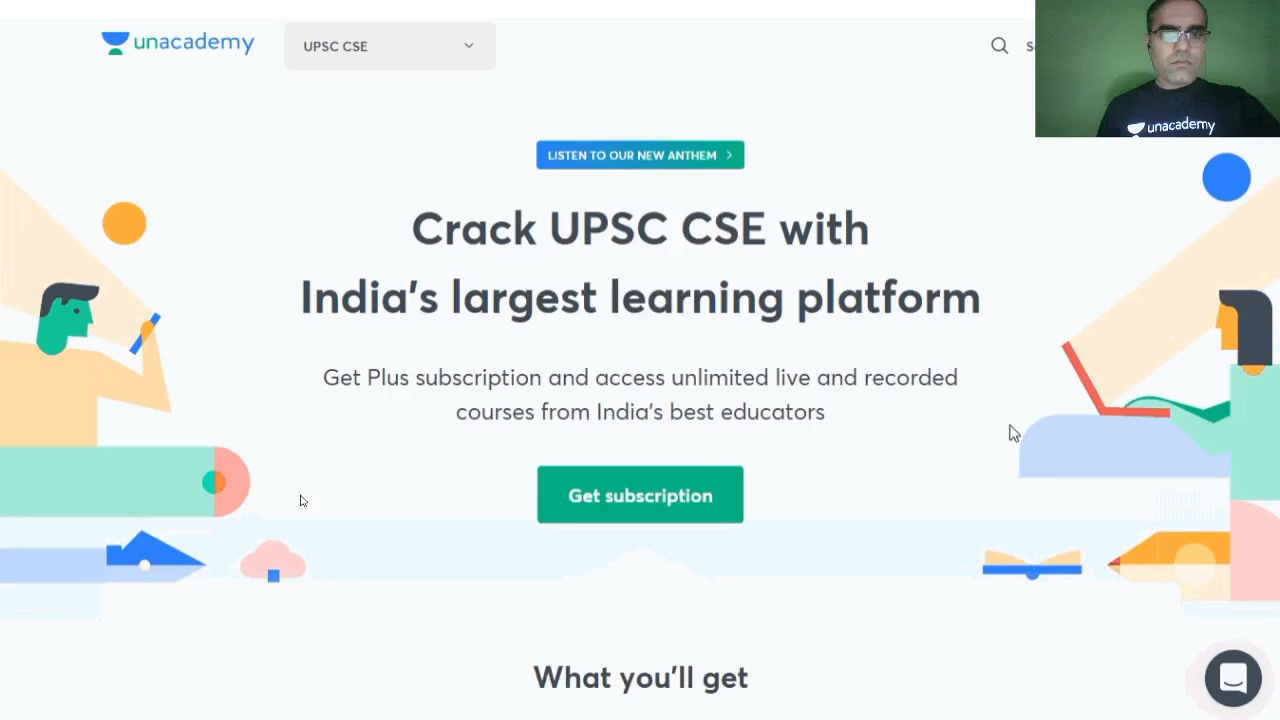 unacademy
UPSC CSE
unacademy
LISTEN TO OUR NEW ANTHEM
Crack UPSC CSE with
India's largest learning platform
Get Plus subscription and access unlimited live and recorded
courses from India's best educators
Get subscription
What you'll get